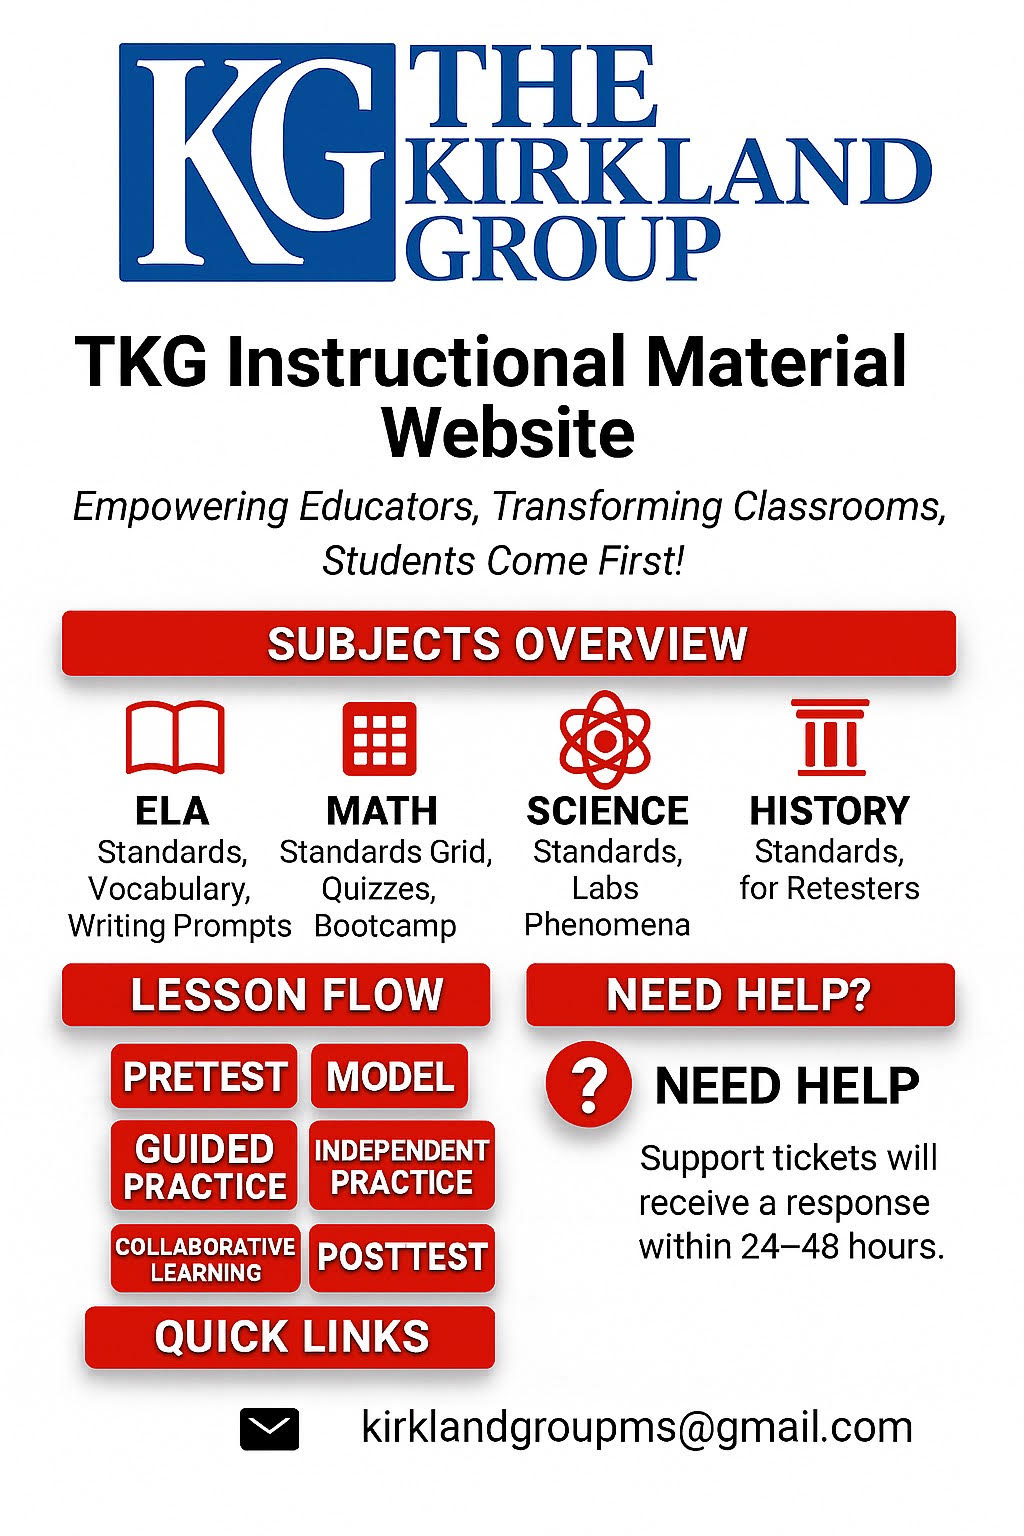 KG
THE
KIRKLAND
GROUP
TKG Instructional Material
Website
Empowering Educators, Transforming Classrooms,
Students Come First!
SUBJECTS OVERVIEW
ELA
Standards,
Vocabulary,
Writing Prompts
MATH
Standards Grid,
Quizzes,
Bootcamp
SCIENCE
Standards,
Labs
Phenomena
HISTORY
Standards,
for Retesters
LESSON FLOW
PRETEST
MODEL
GUIDED
PRACTICE
INDEPENDENT
PRACTICE
COLLABORATIVE
LEARNING
POSTTEST
QUICK LINKS
NEED HELP?
?
NEED HELP
Support tickets will
receive a response
within 24–48 hours.
kirklandgroupms@gmail.com